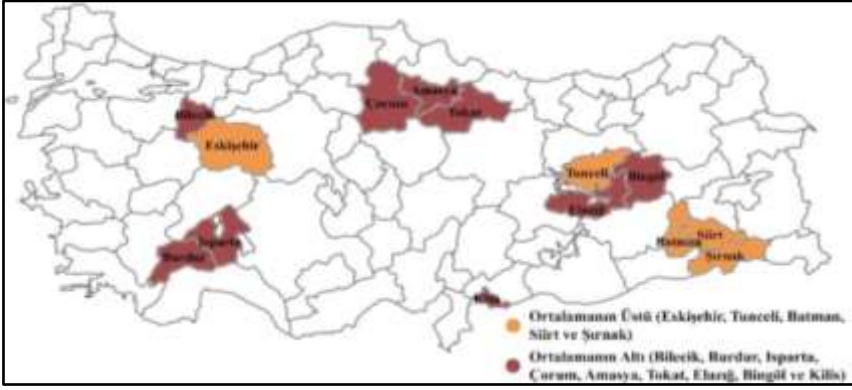 Bilecik
Eskişehir
Çorum
Amasya
Tokat
Tunceli
Bingöl
Elazığ
Isparta
Burdur
Batman
Siirt
Şırnak
Kilis
Ortalamanın Üstü (Eskişehir, Tunceli, Batman,
Siirt ve Şırnak)
Ortalamanın Altı (Bilecik, Burdur, Isparta,
Çorum, Amasya, Tokat, Elazığ, Bingöl ve Kilis)